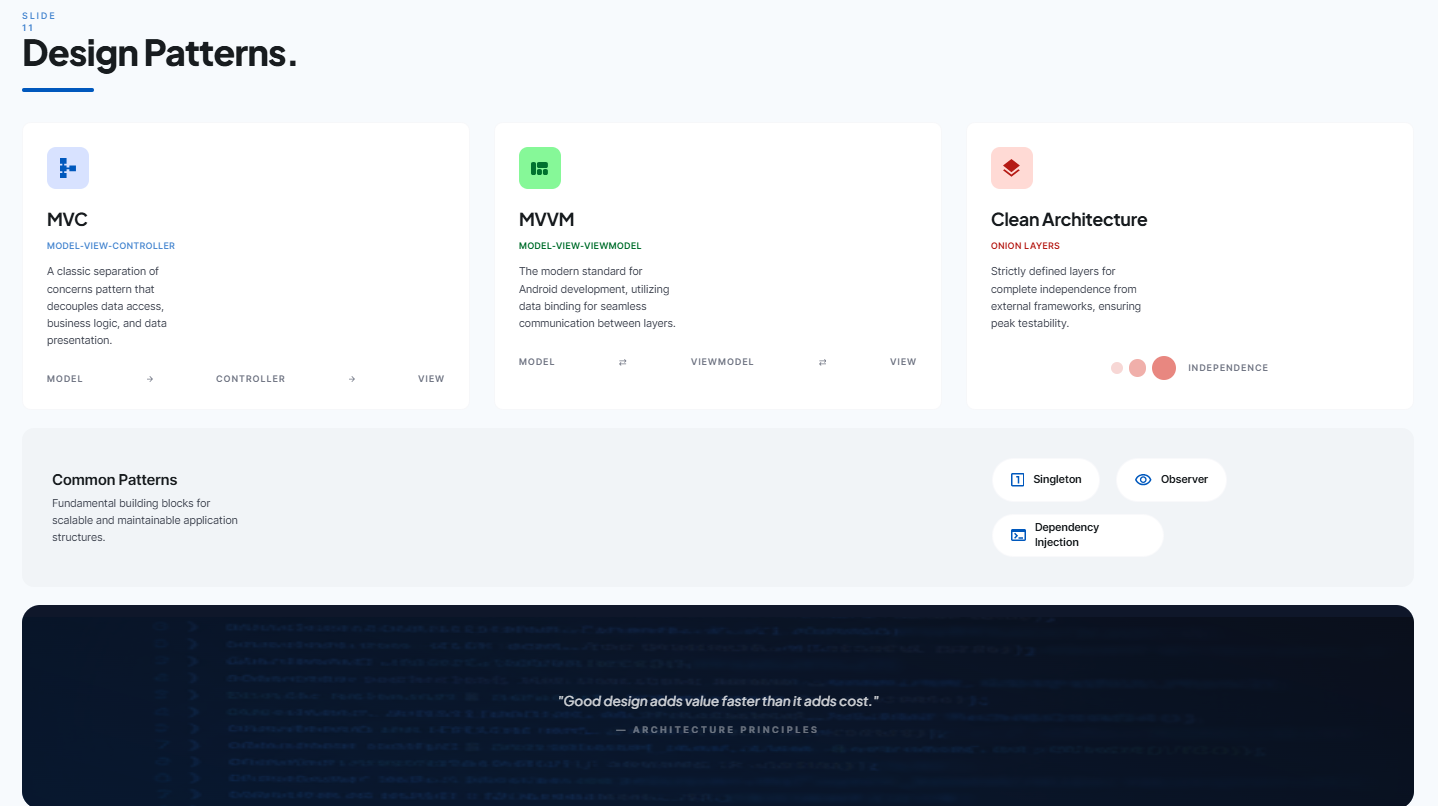 SLIDE
11
Design Patterns.
MVC
MODEL-VIEW-CONTROLLER
A classic separation of
concerns pattern that
decouples data access,
business logic, and data
presentation.
MODEL → CONTROLLER → VIEW
MVVM
MODEL-VIEW-VIEWMODEL
The modern standard for
Android development, utilizing
data binding for seamless
communication between layers.
MODEL ⇄ VIEWMODEL ⇄ VIEW
Clean Architecture
ONION LAYERS
Strictly defined layers for
complete independence from
external frameworks, ensuring
peak testability.
INDEPENDENCE
Common Patterns
Fundamental building blocks for
scalable and maintainable application
structures.
1 Singleton
Observer
Dependency
Injection
"Good design adds value faster than it adds cost."
— ARCHITECTURE PRINCIPLES